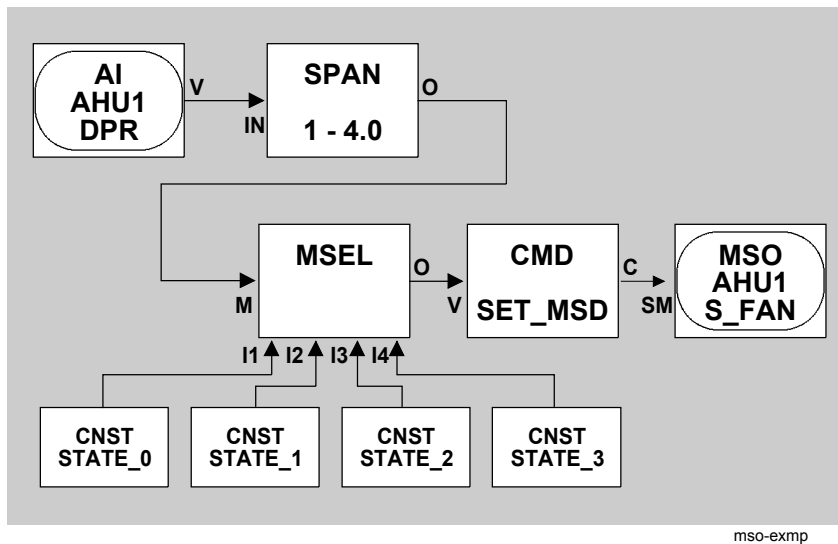 AI
AHU1
DPR
V
IN
SPAN
1 - 4.0
O
MSEL
M
O
V
CMD
SET_MSD
C
SM
MSO
AHU1
S_FAN
I1
I2
I3
I4
CNST
STATE_0
CNST
STATE_1
CNST
STATE_2
CNST
STATE_3
mso-exmp